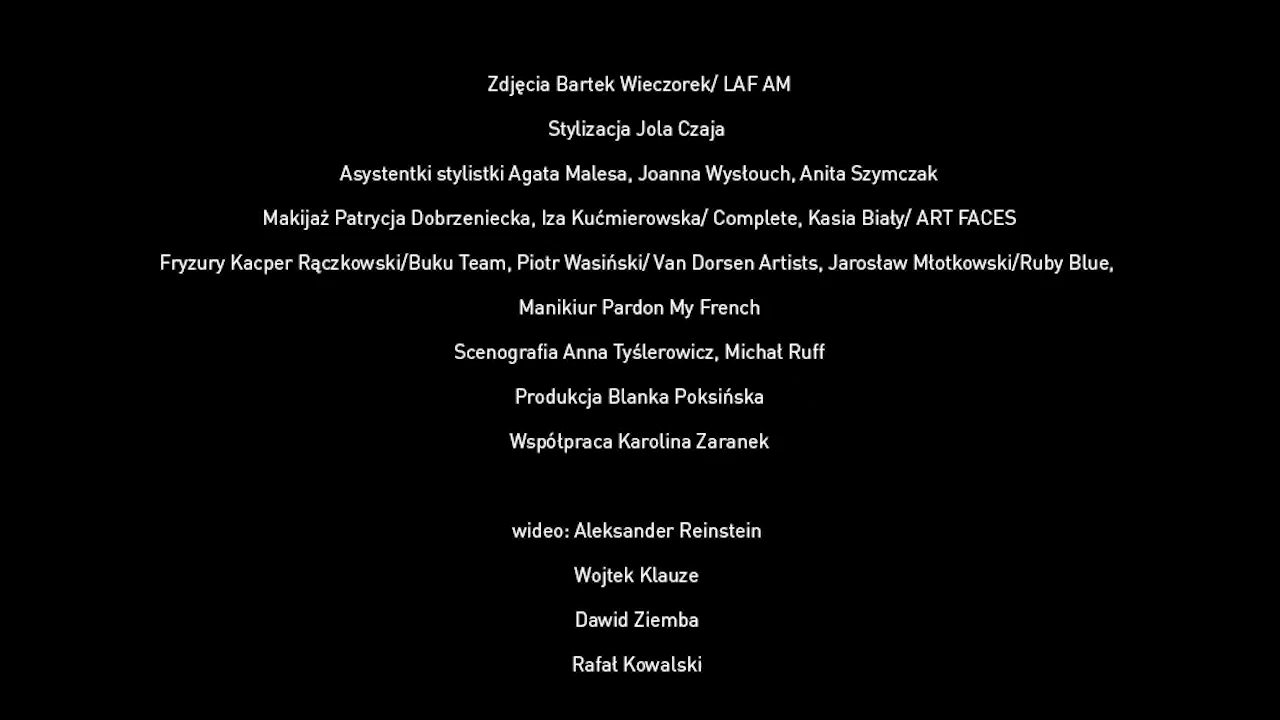 Zdjęcia Bartek Wieczorek/ LAF AM
Stylizacja Jola Czaja
Asystentki stylistki Agata Malesa, Joanna Wysłouch, Anita Szymczak
Makijaż Patrycja Dobrzeniecka, Iza Kućmierowska/ Complete, Kasia Biały/ ART FACES
Fryzury Kacper Rączkowski/Buku Team, Piotr Wasiński/ Van Dorsen Artists, Jarosław Młotkowski/Ruby Blue,
Manikiur Pardon My French
Scenografia Anna Tyślerowicz, Michał Ruff
Produkcja Blanka Poksińska
Współpraca Karolina Zaranek
wideo: Aleksander Reinstein
Wojtek Klauze
Dawid Ziemba
Rafał Kowalski